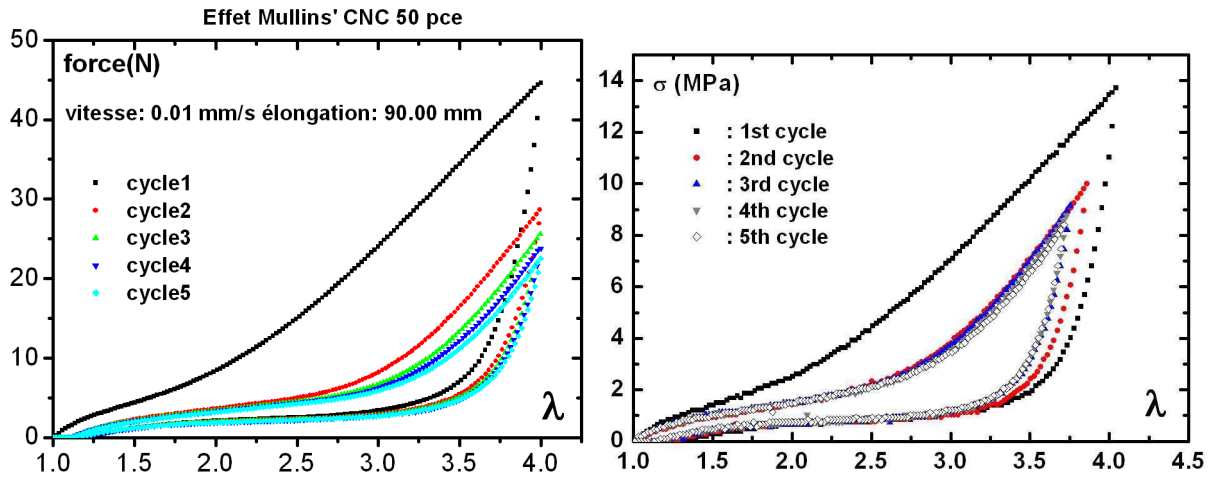 Effet Mullins' CNC 50 pce
50
40
30
20
10
0
force(N)
vitesse: 0.01 mm/s élongation: 90.00 mm
cycle1
cycle2
cycle3
cycle4
cycle5
λ
1.0 1.5 2.0 2.5 3.0 3.5 4.0
14
12
10
8
6
4
2
0
σ (MPa)
: 1st cycle
: 2nd cycle
: 3rd cycle
: 4th cycle
: 5th cycle
λ
1.0 1.5 2.0 2.5 3.0 3.5 4.0 4.5